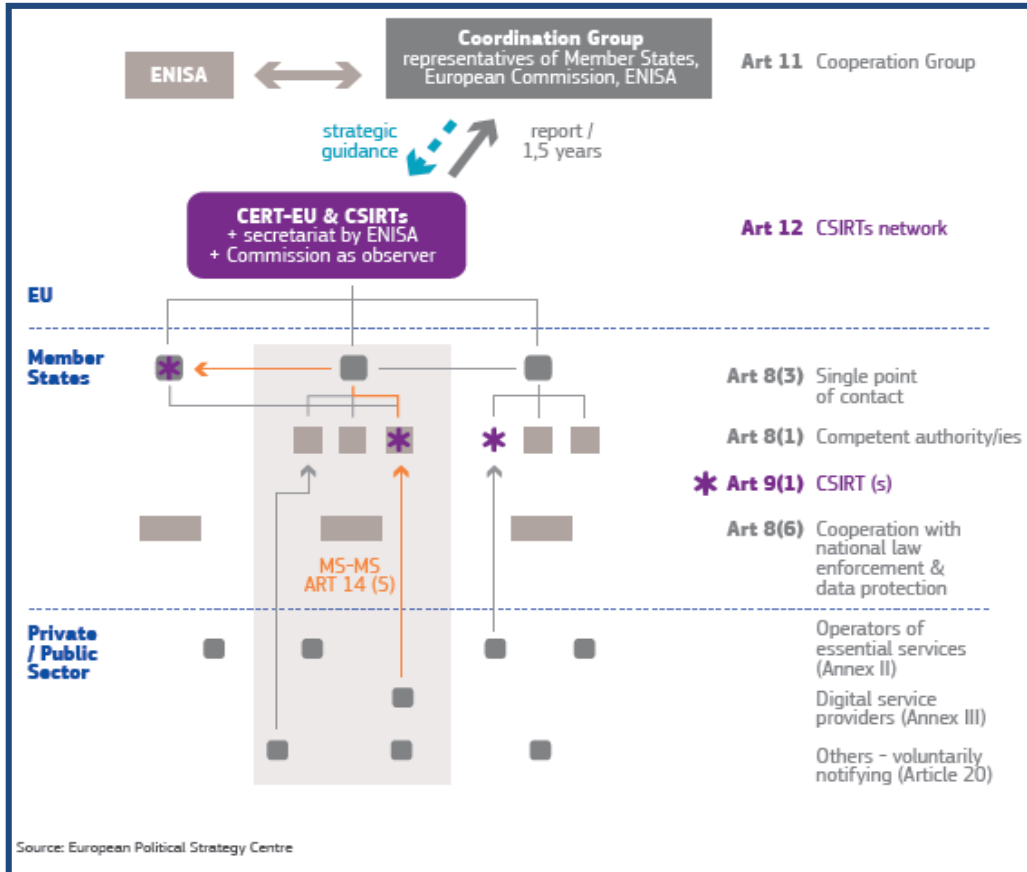 ENISA
Coordination Group
representatives of Member States,
European Commission, ENISA
Art 11 Cooperation Group
strategic
guidance
report /
1,5 years
CERT-EU & CSIRTs
+ secretariat by ENISA
+ Commission as observer
Art 12 CSIRTs network
EU
Member
States
Art 8(3) Single point
of contact
Art 8(1) Competent authority/ies
Art 9(1) CSIRT (s)
Art 8(6) Cooperation with
national law
enforcement &
data protection
MS-MS
ART 14 (5)
Private
/ Public
Sector
Operators of
essential services
(Annex II)
Digital service
providers (Annex III)
Others - voluntarily
notifying (Article 20)
Source: European Political Strategy Centre